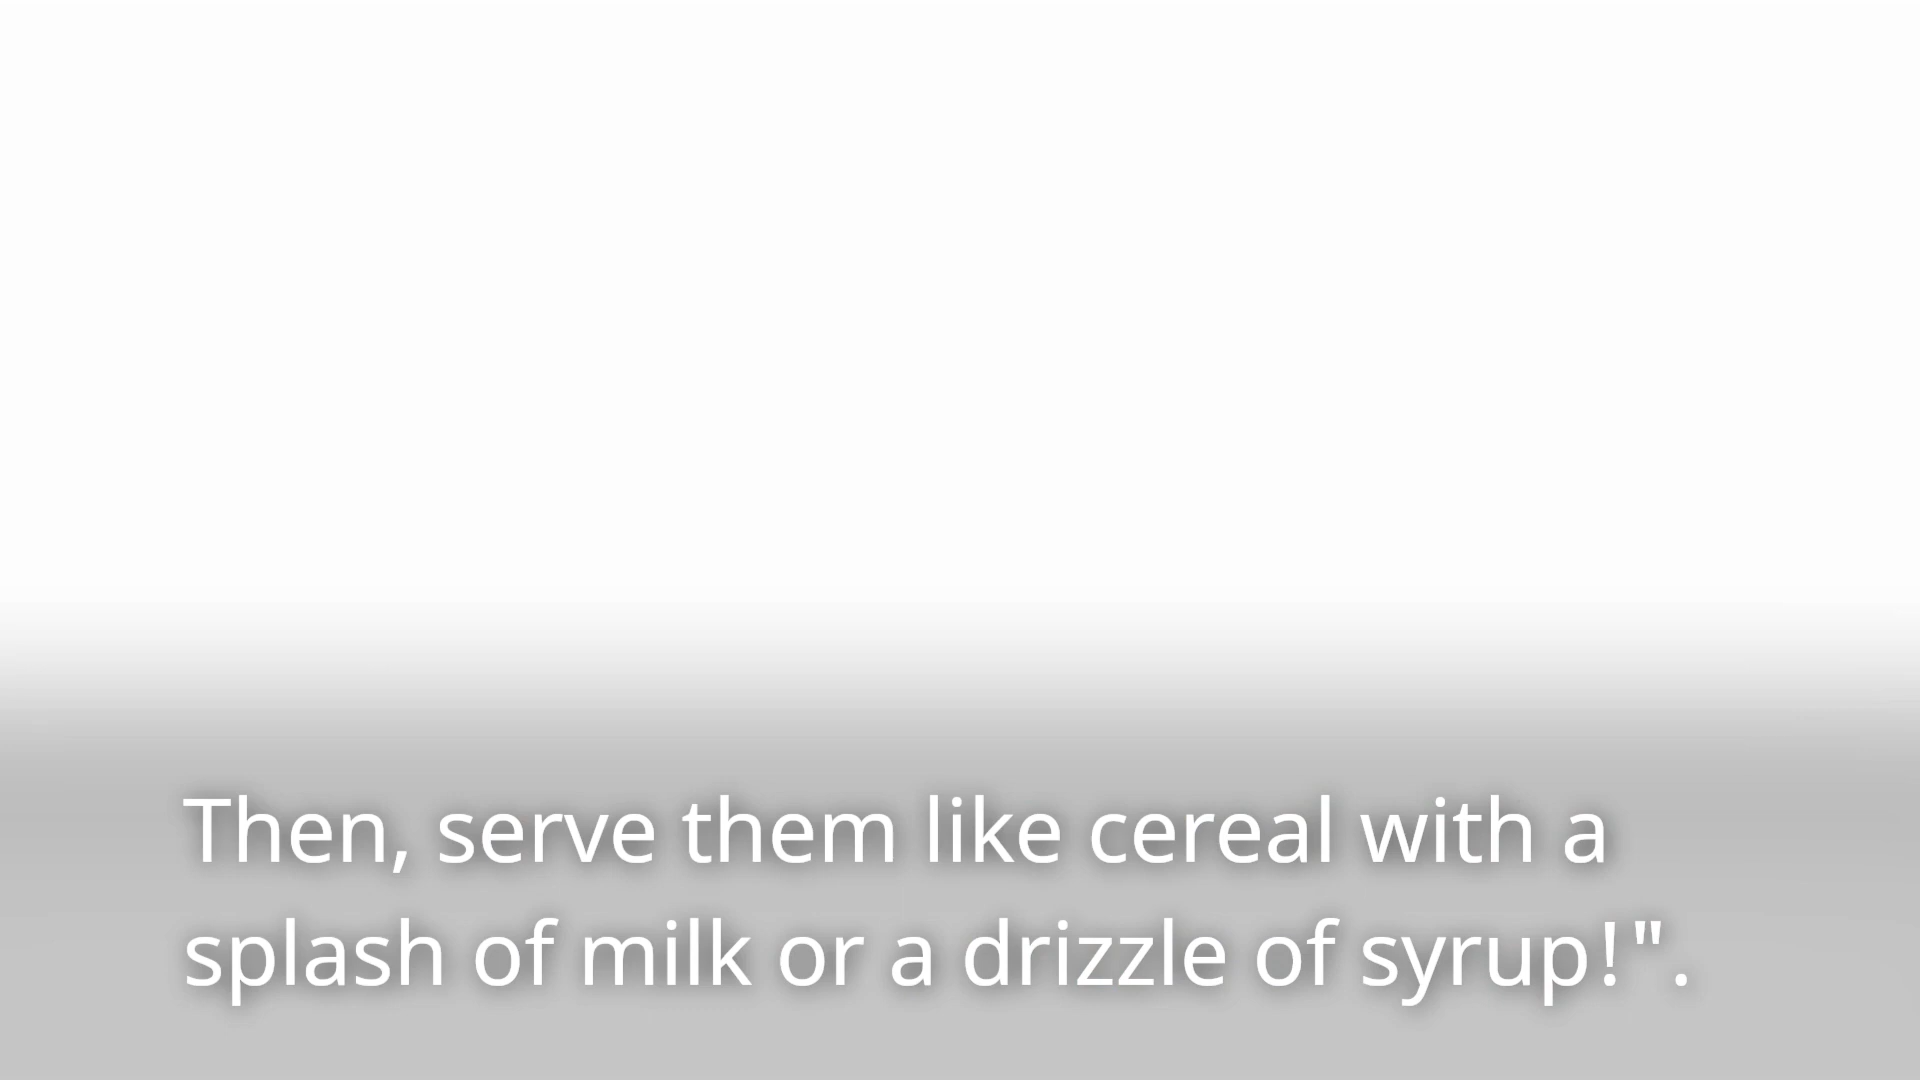 Then, serve them like cereal with a
splash of milk or a drizzle of syrup!".